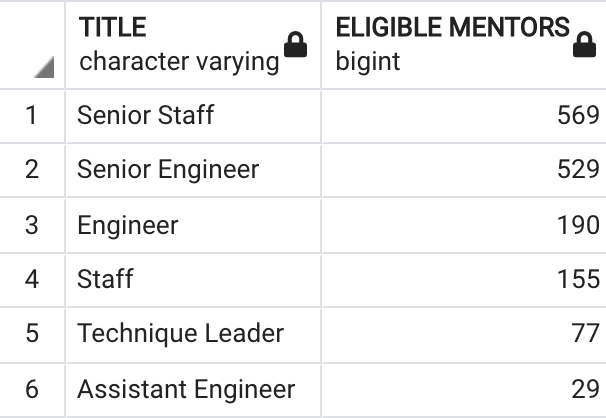 TITLE ELIGIBLE MENTORS
character varying bigint
1 Senior Staff 569
2 Senior Engineer 529
3 Engineer 190
4 Staff 155
5 Technique Leader 77
6 Assistant Engineer 29